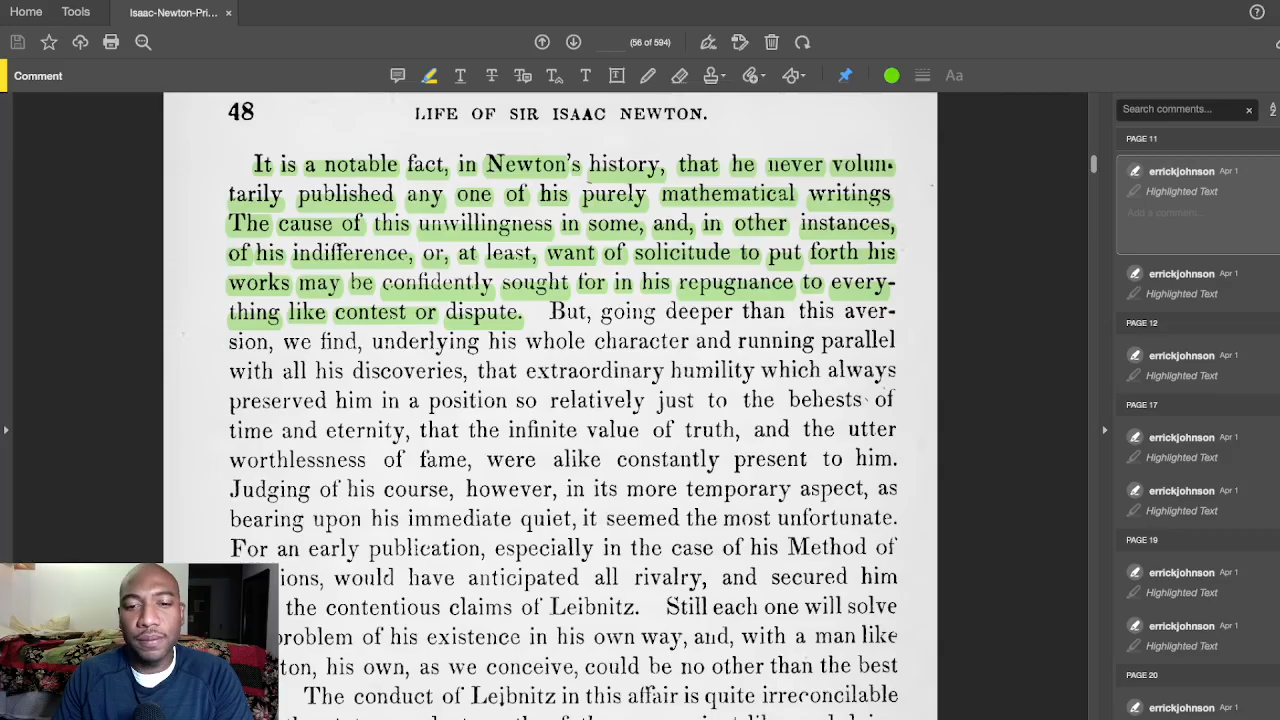 Home
Tools
Isaac-Newton-Pri...
(56 of 594)
Comment
Aa
Search comments...
48
LIFE OF SIR ISAAC NEWTON.
It is a notable fact, in Newton's history, that he never volun-
tarily published any one of his purely mathematical writings
The cause of this unwillingness in some, and, in other instances,
of his indifference, or, at least, want of solicitude to put forth his
works may be confidently sought for in his repugnance to every-
thing like contest or dispute. But, going deeper than this aver-
sion, we find, underlying his whole character and running parallel
with all his discoveries, that extraordinary humility which always
preserved him in a position so relatively just to the behests of
time and eternity, that the infinite value of truth, and the utter
worthlessness of fame, were alike constantly present to him.
Judging of his course, however, in its more temporary aspect, as
bearing upon his immediate quiet, it seemed the most unfortunate.
For an early publication, especially in the case of his Method of
ions, would have anticipated all rivalry, and secured him
the contentious claims of Leibnitz. Still each one will solve
problem of his existence in his own way, and, with a man like
ton, his own, as we conceive, could be no other than the best
The conduct of Leibnitz in this affair is quite irreconcilable
PAGE 11
errickjohnson Apr 1
Highlighted Text
Add a comment...
errickjohnson Apr 1
Highlighted Text
PAGE 12
errickjohnson Apr 1
Highlighted Text
PAGE 17
errickjohnson Apr 1
Highlighted Text
errickjohnson Apr 1
Highlighted Text
PAGE 19
errickjohnson Apr 1
Highlighted Text
errickjohnson Apr 1
Highlighted Text
PAGE 20
errickjohnson Apr 1